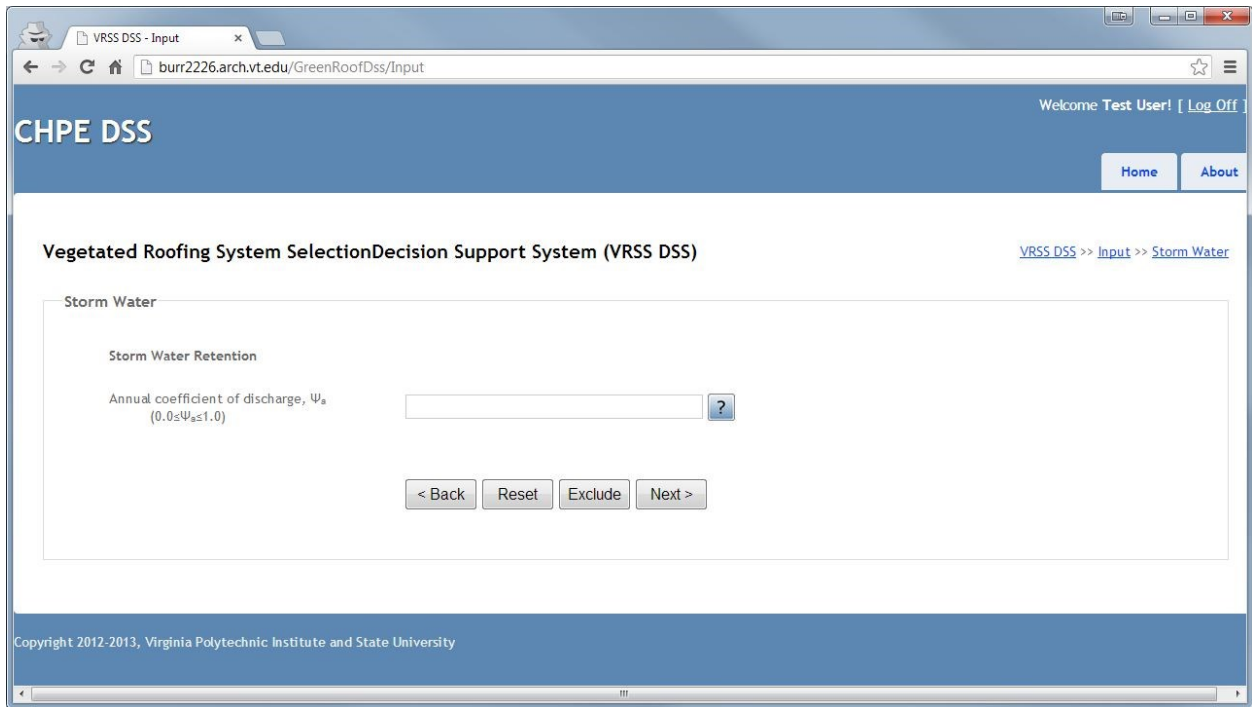 VRSS DSS - Input
burr2226.arch.vt.edu/GreenRoofDss/Input
Welcome Test User! [ Log Off ]
CHPE DSS
Home About
Vegetated Roofing System SelectionDecision Support System (VRSS DSS)
VRSS DSS >> Input >> Storm Water
Storm Water
Storm Water Retention
Annual coefficient of discharge, Ψa
(0.0≤Ψa≤1.0)
?
< Back Reset Exclude Next >
Copyright 2012-2013, Virginia Polytechnic Institute and State University